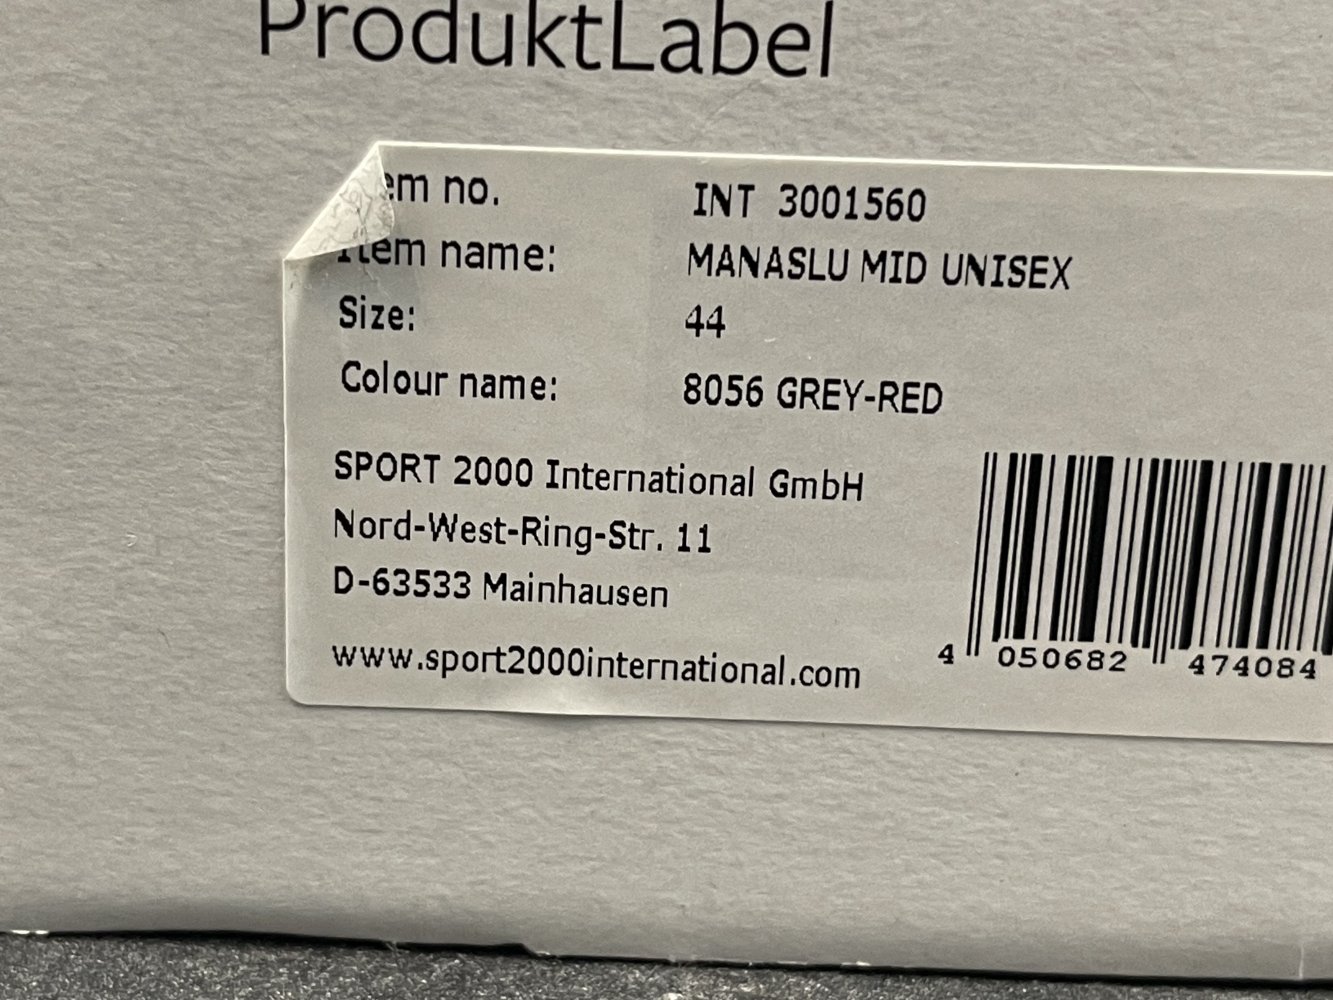 ProduktLabel
em no. INT 3001560
Item name: MANASLU MID UNISEX
Size: 44
Colour name: 8056 GREY-RED
SPORT 2000 International GmbH
Nord-West-Ring-Str. 11
D-63533 Mainhausen
www.sport2000international.com
4 050682 474084